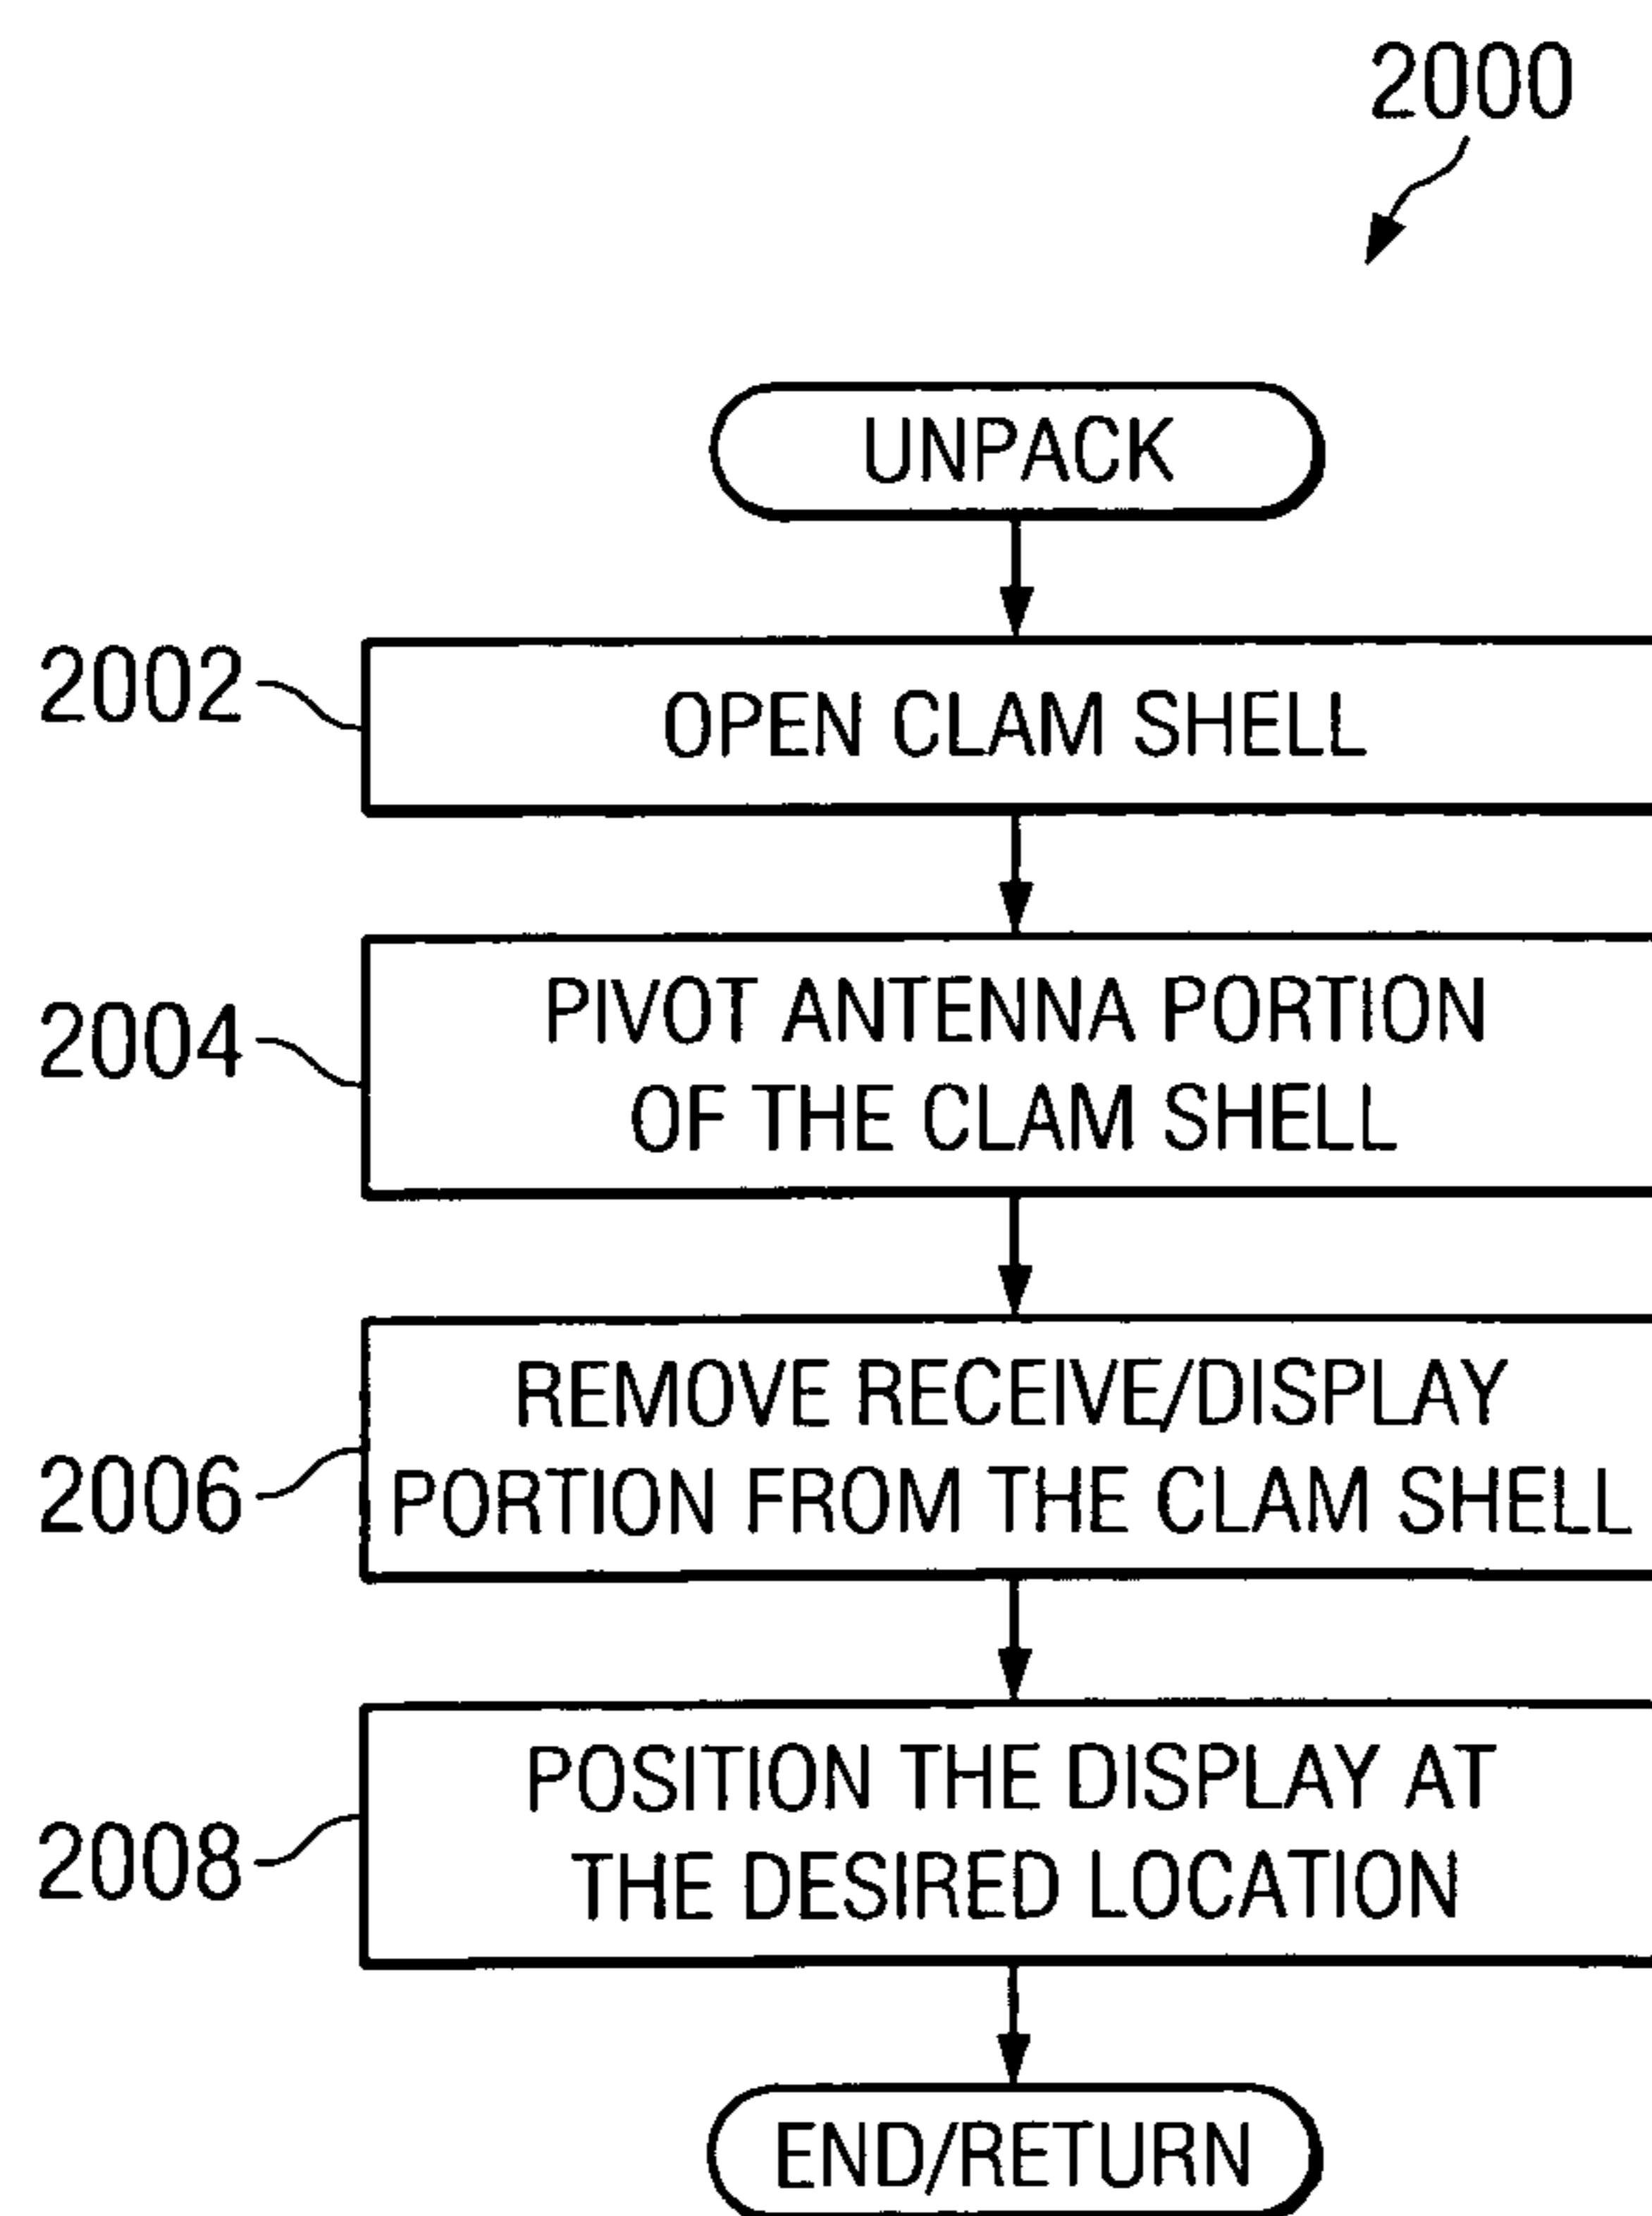 2000
UNPACK
2002
OPEN CLAM SHELL
2004
PIVOT ANTENNA PORTION
OF THE CLAM SHELL
2006
REMOVE RECEIVE/DISPLAY
PORTION FROM THE CLAM SHELL
2008
POSITION THE DISPLAY AT
THE DESIRED LOCATION
END/RETURN